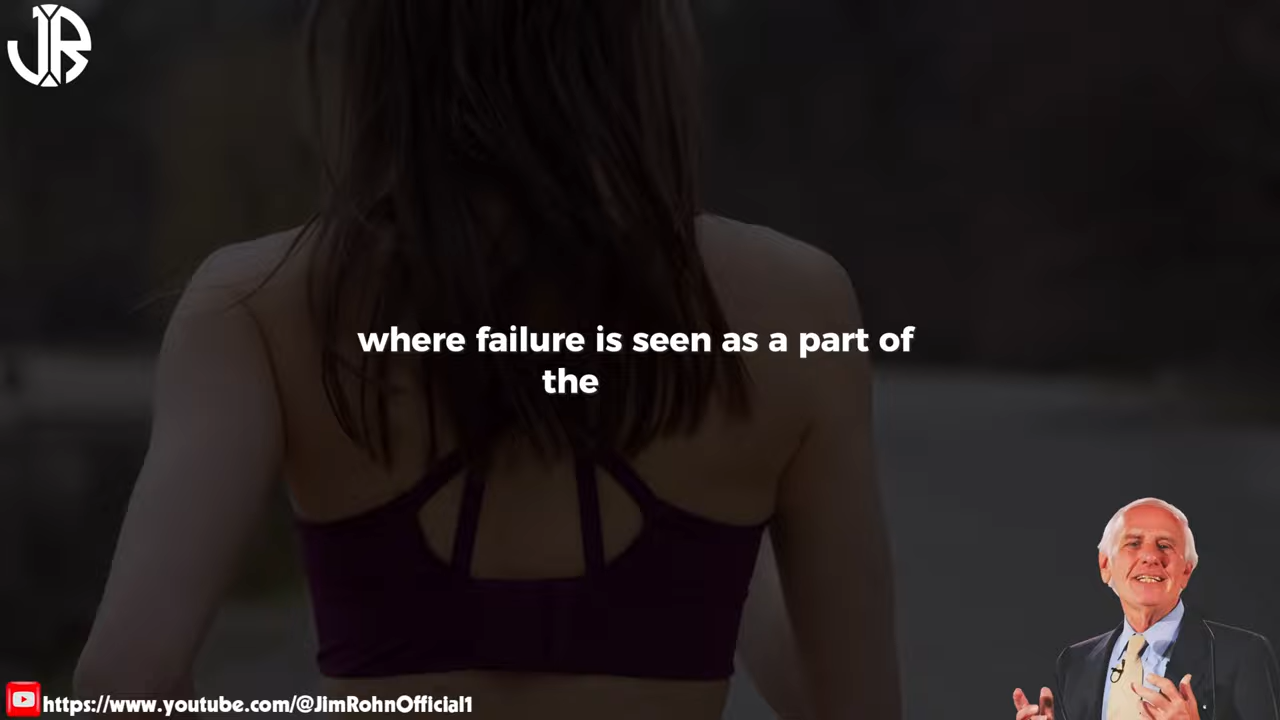 JR
where failure is seen as a part of
the
https://www.youtube.com/@JimRohnOfficial1